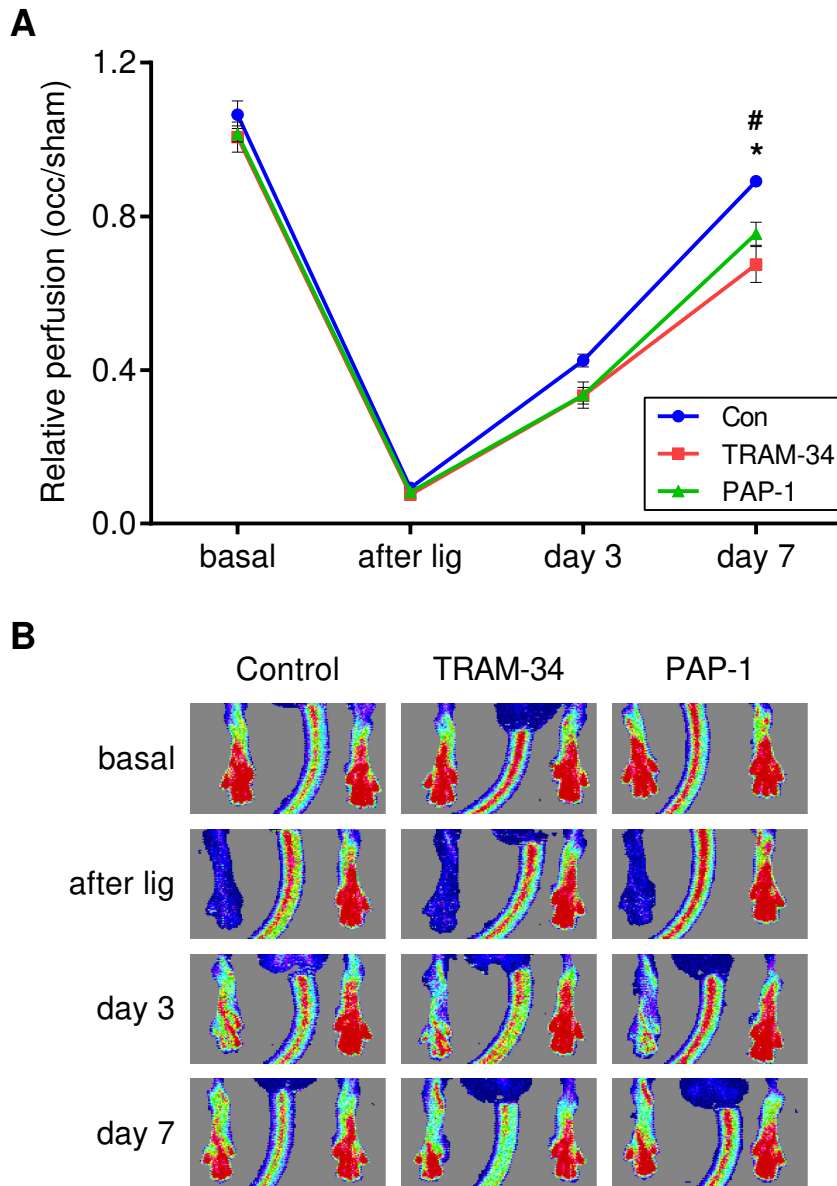 A
Relative perfusion (occ/sham)
1.2
0.8
0.4
0.0
#
*
Con
TRAM-34
PAP-1
basal after lig day 3 day 7
B
Control TRAM-34 PAP-1
basal
after lig
day 3
day 7